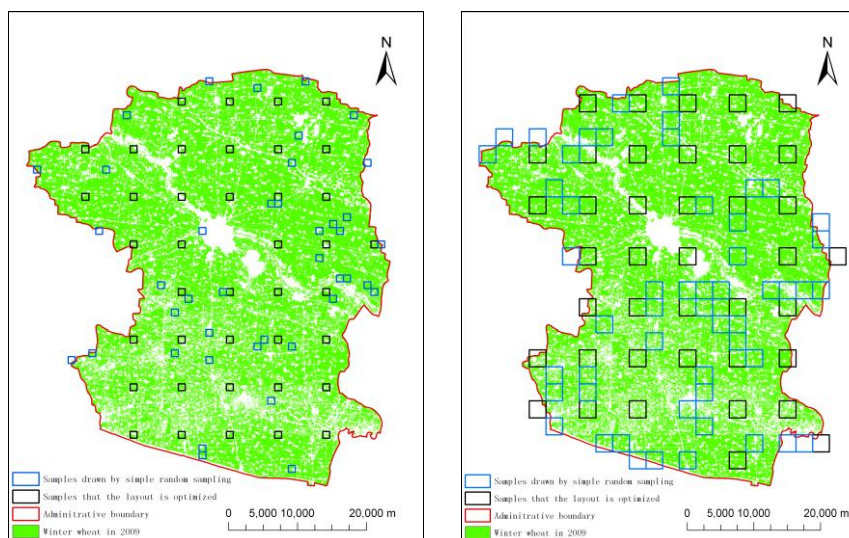 N
Samples drawn by simple random sampling
Samples that the layout is optimized
Adminitrative boundary
Winter wheat in 2009
0 5,000 10,000 20,000 m
N
Samples drawn by simple random sampling
Samples that the layout is optimized
Adminitrative boundary
Winter wheat in 2009
0 5,000 10,000 20,000 m